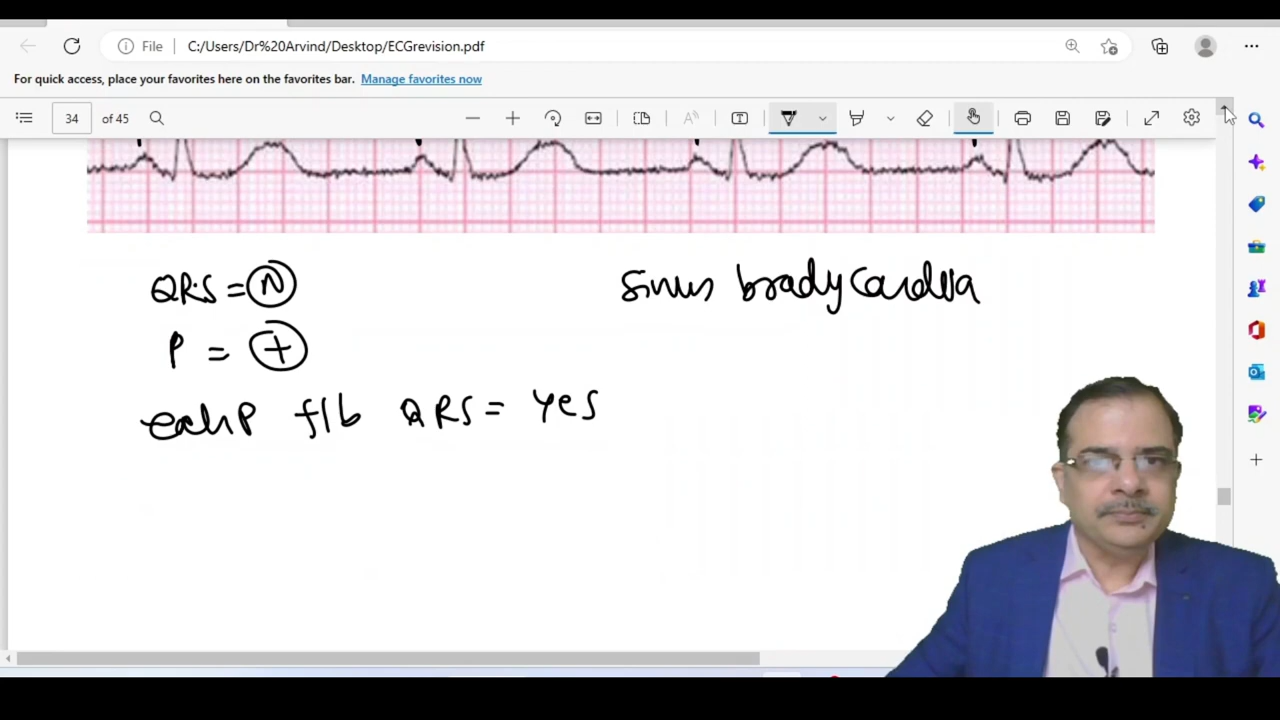 File C:/Users/Dr%20Arvind/Desktop/ECGrevision.pdf
For quick access, place your favorites here on the favorites bar. Manage favorites now
34 of 45
QRS = N
sinus bradycardia
P = +
each P f/b QRS = yes